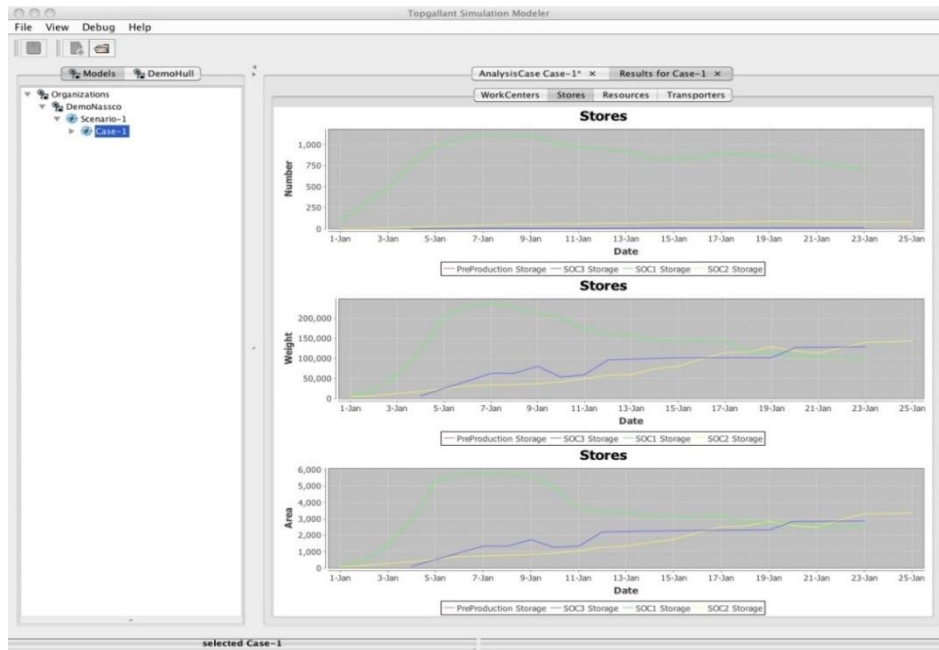 Topgallant Simulation Modeler
File View Debug Help
Models DemoHull
AnalysisCase Case-1* × Results for Case-1 ×
Organizations
DemoNassco
Scenario-1
Case-1
WorkCenters Stores Resources Transporters
Stores
Number
1,000
750
500
250
0
1-Jan 3-Jan 5-Jan 7-Jan 9-Jan 11-Jan 13-Jan 15-Jan 17-Jan 19-Jan 21-Jan 23-Jan 25-Jan
Date
PreProduction Storage SOC3 Storage SOC1 Storage SOC2 Storage
Stores
Weight
200,000
150,000
100,000
50,000
0
1-Jan 3-Jan 5-Jan 7-Jan 9-Jan 11-Jan 13-Jan 15-Jan 17-Jan 19-Jan 21-Jan 23-Jan 25-Jan
Date
PreProduction Storage SOC3 Storage SOC1 Storage SOC2 Storage
Stores
Area
6,000
5,000
4,000
3,000
2,000
1,000
0
1-Jan 3-Jan 5-Jan 7-Jan 9-Jan 11-Jan 13-Jan 15-Jan 17-Jan 19-Jan 21-Jan 23-Jan 25-Jan
Date
PreProduction Storage SOC3 Storage SOC1 Storage SOC2 Storage
selected Case-1